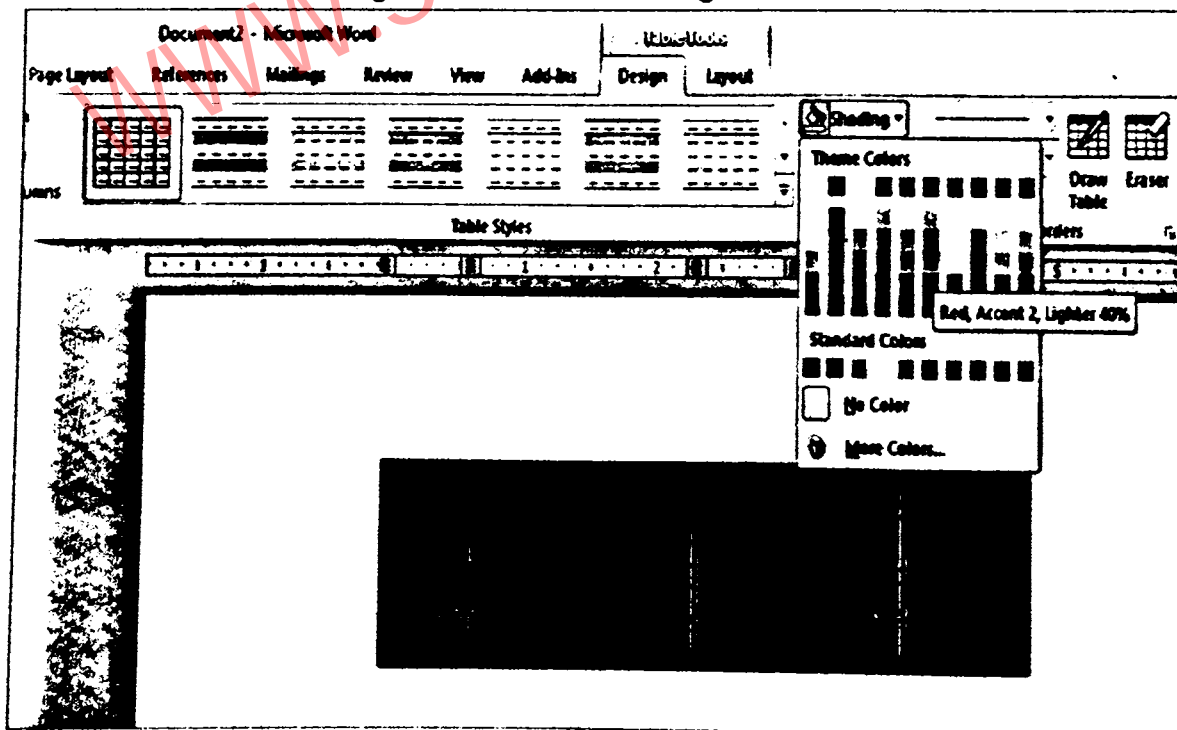 Document2 - Microsoft Word
Table Tools
Page Layout References Mailings Review View Add-Ins Design Layout
Shading
Theme Colors
Draw Table
Eraser
Table Styles
Red, Accent 2, Lighter 40%
Standard Colors
No Color
More Colors...
WWW.S